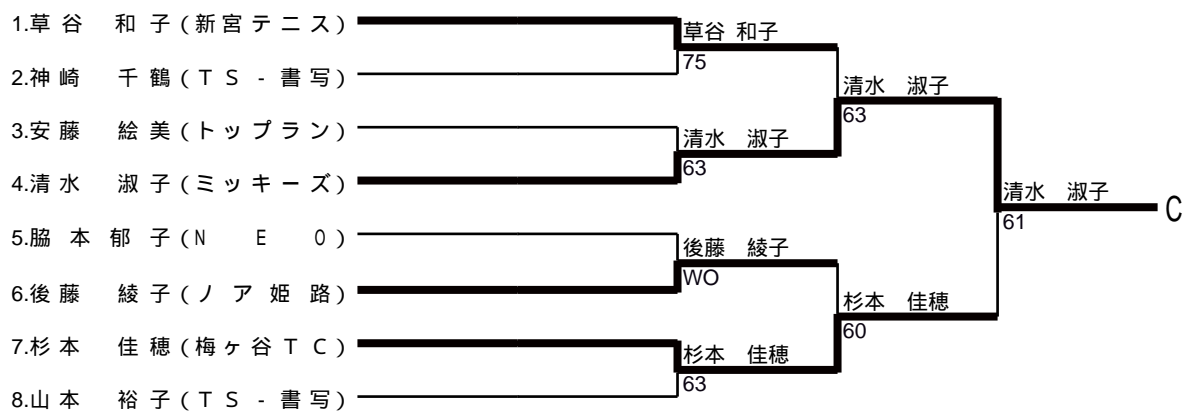 1.草谷 和子(新宮テニス)
2.神崎 千鶴(TS-書写)
3.安藤 絵美(トップラン)
4.清水 淑子(ミッキーズ)
5.脇本郁子(N E O)
6.後藤 綾子(ノア姫路)
7.杉本 佳穂(梅ヶ谷TC)
8.山本 裕子(TS-書写)
草谷 和子
75
清水 淑子
63
後藤 綾子
WO
杉本 佳穂
63
清水 淑子
63
杉本 佳穂
60
清水 淑子
61
C